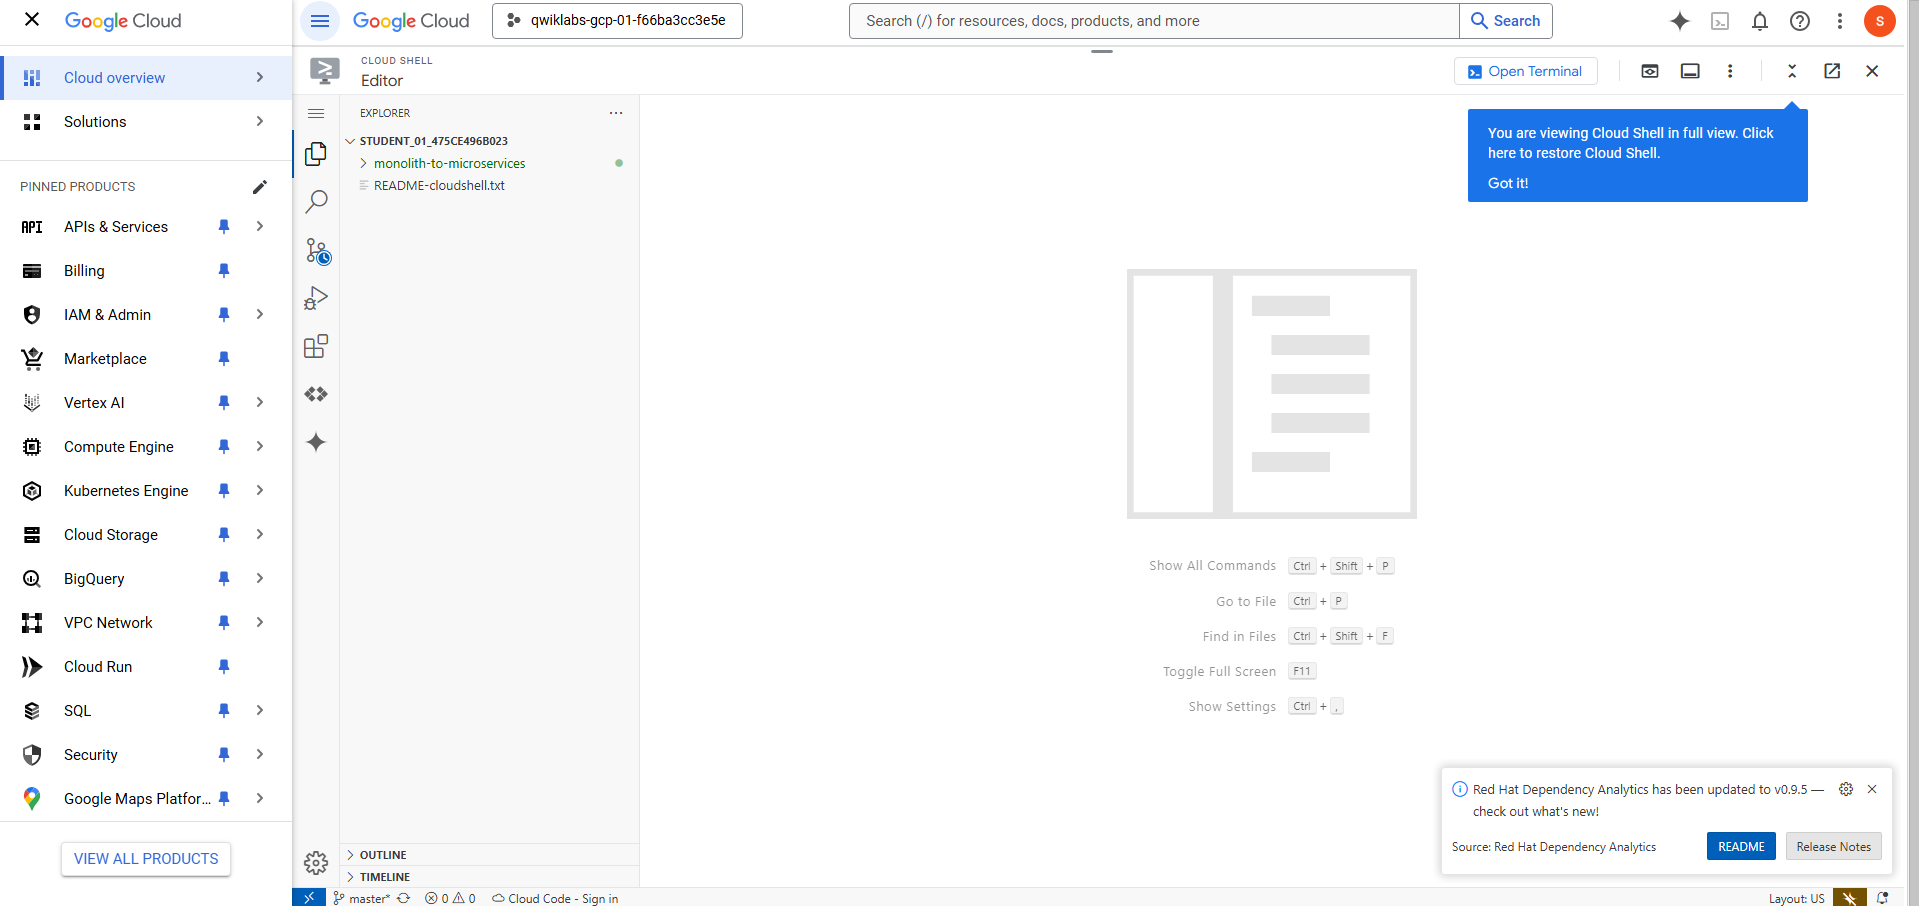 Google Cloud
Cloud overview
Solutions
PINNED PRODUCTS
API APIs & Services
Billing
IAM & Admin
Marketplace
Vertex AI
Compute Engine
Kubernetes Engine
Cloud Storage
BigQuery
VPC Network
Cloud Run
SQL
Security
Google Maps Platfor...
VIEW ALL PRODUCTS
Google Cloud
qwiklabs-gcp-01-f66ba3cc3e5e
Search (/) for resources, docs, products, and more
Search
S
CLOUD SHELL
Editor
Open Terminal
You are viewing Cloud Shell in full view. Click
here to restore Cloud Shell.
Got it!
EXPLORER
STUDENT_01_475CE496B023
monolith-to-microservices
README-cloudshell.txt
OUTLINE
TIMELINE
Show All Commands Ctrl + Shift + P
Go to File Ctrl + P
Find in Files Ctrl + Shift + F
Toggle Full Screen F11
Show Settings Ctrl + ,
Red Hat Dependency Analytics has been updated to v0.9.5 —
check out what's new!
Source: Red Hat Dependency Analytics
README
Release Notes
master*
0
0
Cloud Code - Sign in
Layout: US